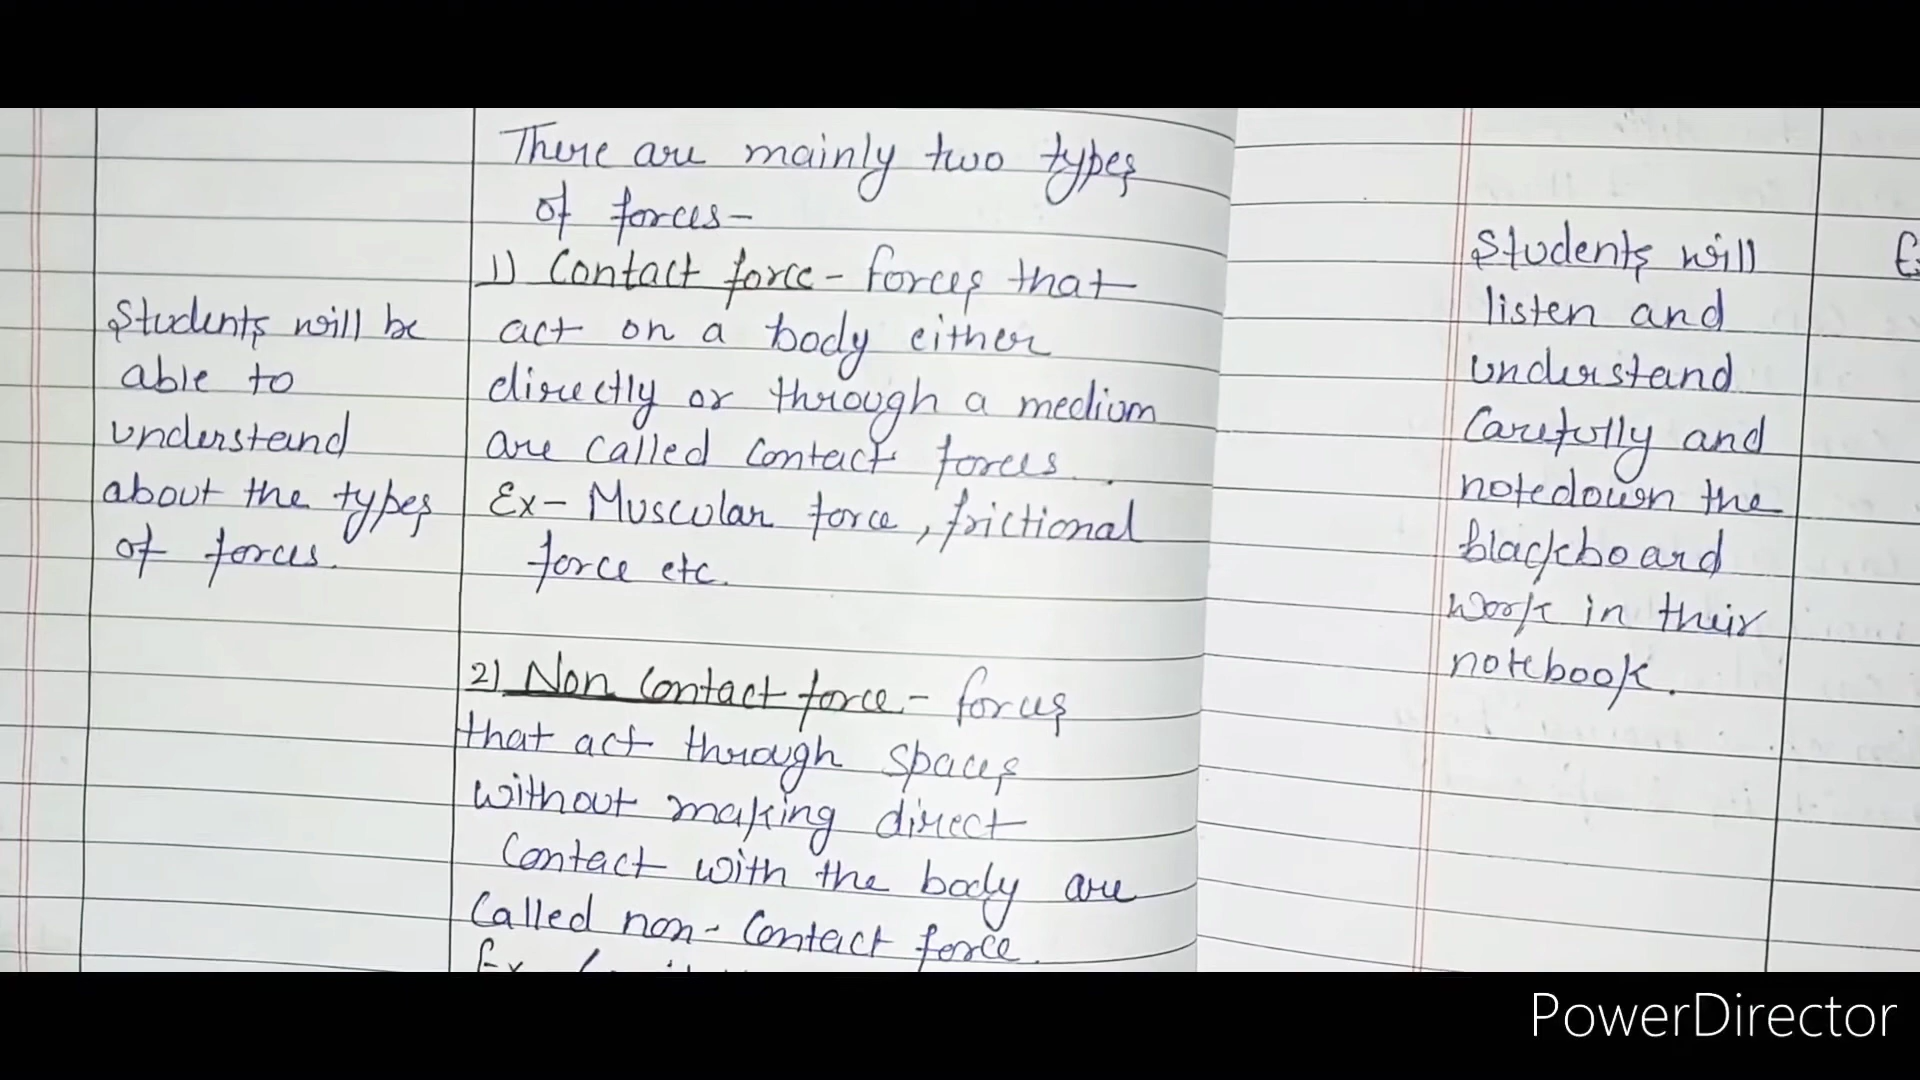 There are mainly two types
of forces-
1) Contact force - Forces that
act on a body either
directly or through a medium
are called contact forces.
Ex- Muscular force, frictional
force etc.
2) Non Contact force - forces
that act through spaces
without making direct
Contact with the body are
Called non-Contact force.
Students will be
able to
understand
about the types
of forces.
Students will
listen and
understand
Carefully and
notedown the
blackboard
work in their
notebook.
PowerDirector